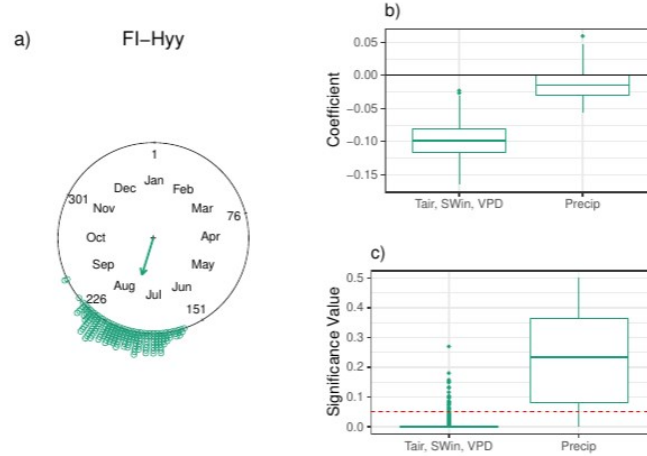 a)
FI−Hyy
1
Jan
Feb
Mar
76
Apr
May
Jun
151
Jul
Aug
226
Sep
Oct
Nov
301
Dec
b)
Coefficient
0.05
0.00
−0.05
−0.10
−0.15
Tair, SWin, VPD
Precip
c)
Significance Value
0.5
0.4
0.3
0.2
0.1
0.0
Tair, SWin, VPD
Precip